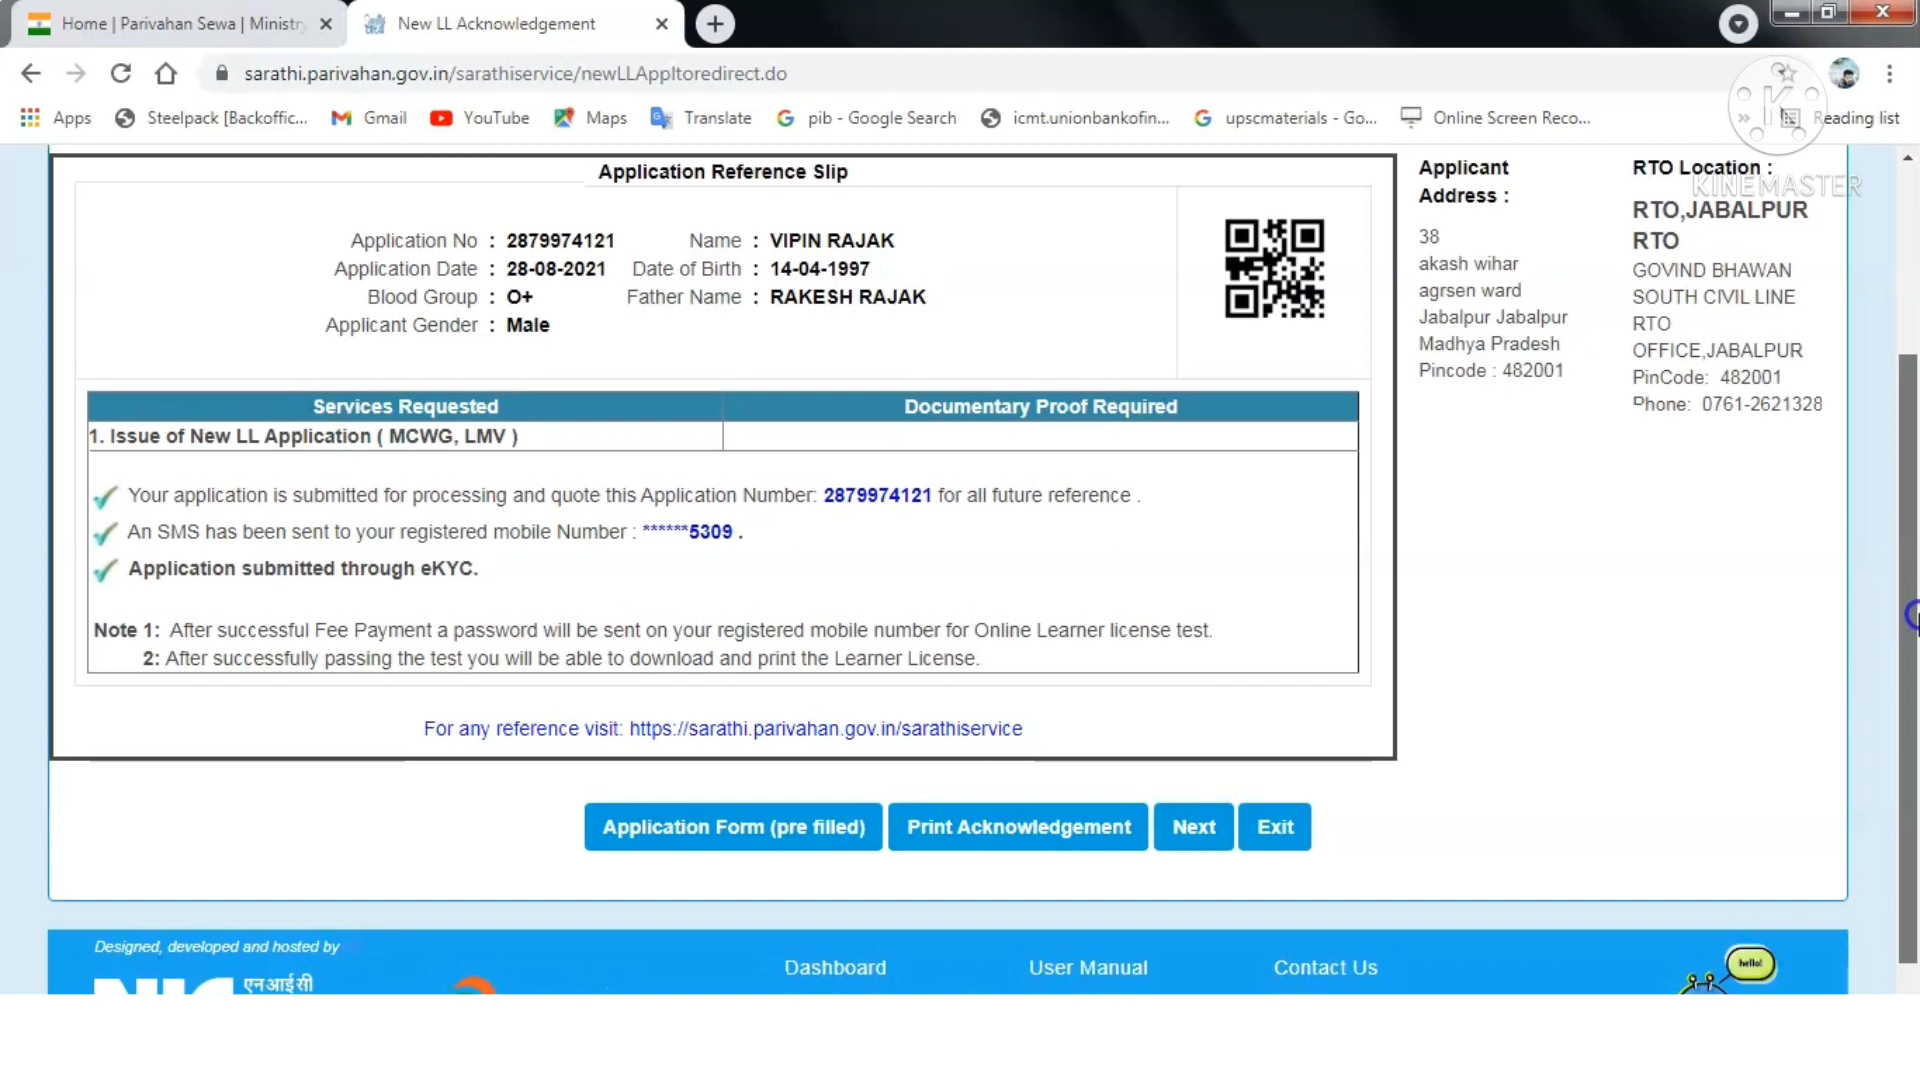 Home | Parivahan Sewa | Ministry
New LL Acknowledgement
sarathi.parivahan.gov.in/sarathiservice/newLLAppltoredirect.do
Apps
Steelpack [Backoffic...
Gmail
YouTube
Maps
Translate
pib - Google Search
icmt.unionbankofin...
upscmaterials - Go...
Online Screen Reco...
Reading list
KINEMASTER
Application Reference Slip
Application No : 2879974121 Name : VIPIN RAJAK
Application Date : 28-08-2021 Date of Birth : 14-04-1997
Blood Group : O+ Father Name : RAKESH RAJAK
Applicant Gender : Male
Services Requested Documentary Proof Required
1. Issue of New LL Application ( MCWG, LMV )
Your application is submitted for processing and quote this Application Number: 2879974121 for all future reference .
An SMS has been sent to your registered mobile Number : ******5309 .
Application submitted through eKYC.
Note 1: After successful Fee Payment a password will be sent on your registered mobile number for Online Learner license test.
2: After successfully passing the test you will be able to download and print the Learner License.
For any reference visit: https://sarathi.parivahan.gov.in/sarathiservice
Applicant
Address :
38
akash wihar
agrsen ward
Jabalpur Jabalpur
Madhya Pradesh
Pincode : 482001
RTO Location :
RTO,JABALPUR
RTO
GOVIND BHAWAN
SOUTH CIVIL LINE
RTO
OFFICE,JABALPUR
PinCode: 482001
Phone: 0761-2621328
Application Form (pre filled)
Print Acknowledgement
Next
Exit
Designed, developed and hosted by
NIC
एन आई सी
Dashboard
User Manual
Contact Us
hello!